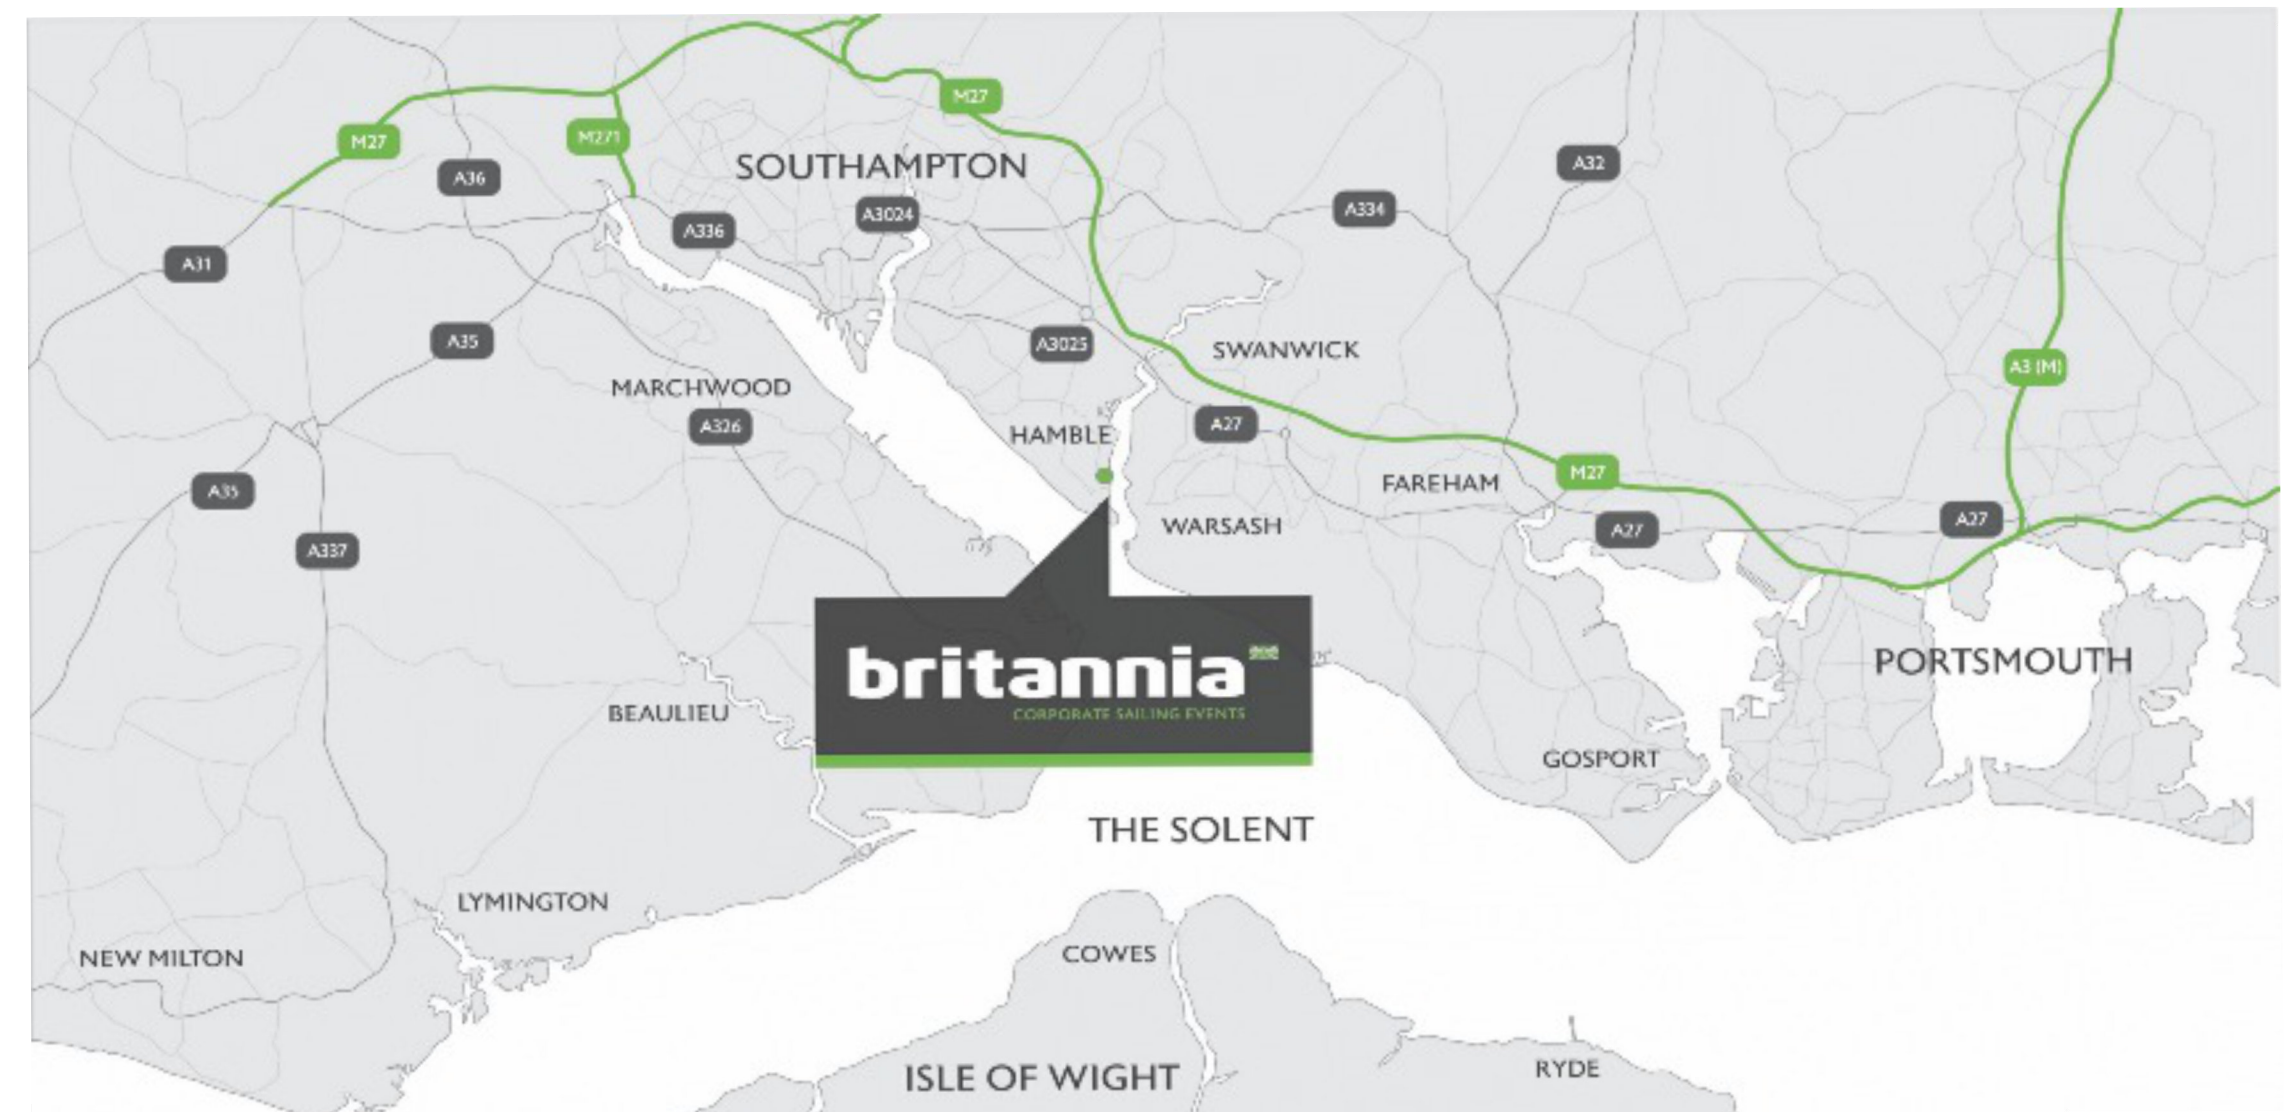 M27
M27
M271
SOUTHAMPTON
A36
A32
A3024
A334
A336
A31
A35
A3025
SWANWICK
A3 (M)
MARCHWOOD
A326
HAMBLE
A27
M27
FAREHAM
A35
A27
A27
WARSASH
A337
britannia
CORPORATE SAILING EVENTS
PORTSMOUTH
BEAULIEU
GOSPORT
THE SOLENT
LYMINGTON
COWES
NEW MILTON
RYDE
ISLE OF WIGHT